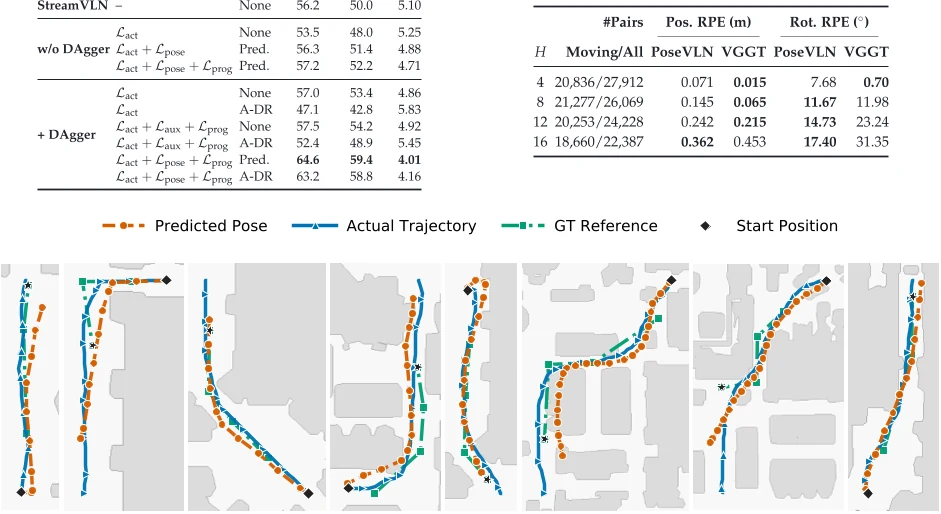 StreamVLN – None 56.2 50.0 5.10
w/o DAgger
ℒact None 53.5 48.0 5.25
ℒact + ℒpose Pred. 56.3 51.4 4.88
ℒact + ℒpose + ℒprog Pred. 57.2 52.2 4.71
+ DAgger
ℒact None 57.0 53.4 4.86
ℒact A-DR 47.1 42.8 5.83
ℒact + ℒaux + ℒprog None 57.5 54.2 4.92
ℒact + ℒaux + ℒprog A-DR 52.4 48.9 5.45
ℒact + ℒpose + ℒprog Pred. 64.6 59.4 4.01
ℒact + ℒpose + ℒprog A-DR 63.2 58.8 4.16
#Pairs Pos. RPE (m) Rot. RPE (°)
H Moving/All PoseVLN VGGT PoseVLN VGGT
4 20,836/27,912 0.071 0.015 7.68 0.70
8 21,277/26,069 0.145 0.065 11.67 11.98
12 20,253/24,228 0.242 0.215 14.73 23.24
16 18,660/22,387 0.362 0.453 17.40 31.35
Predicted Pose Actual Trajectory GT Reference Start Position